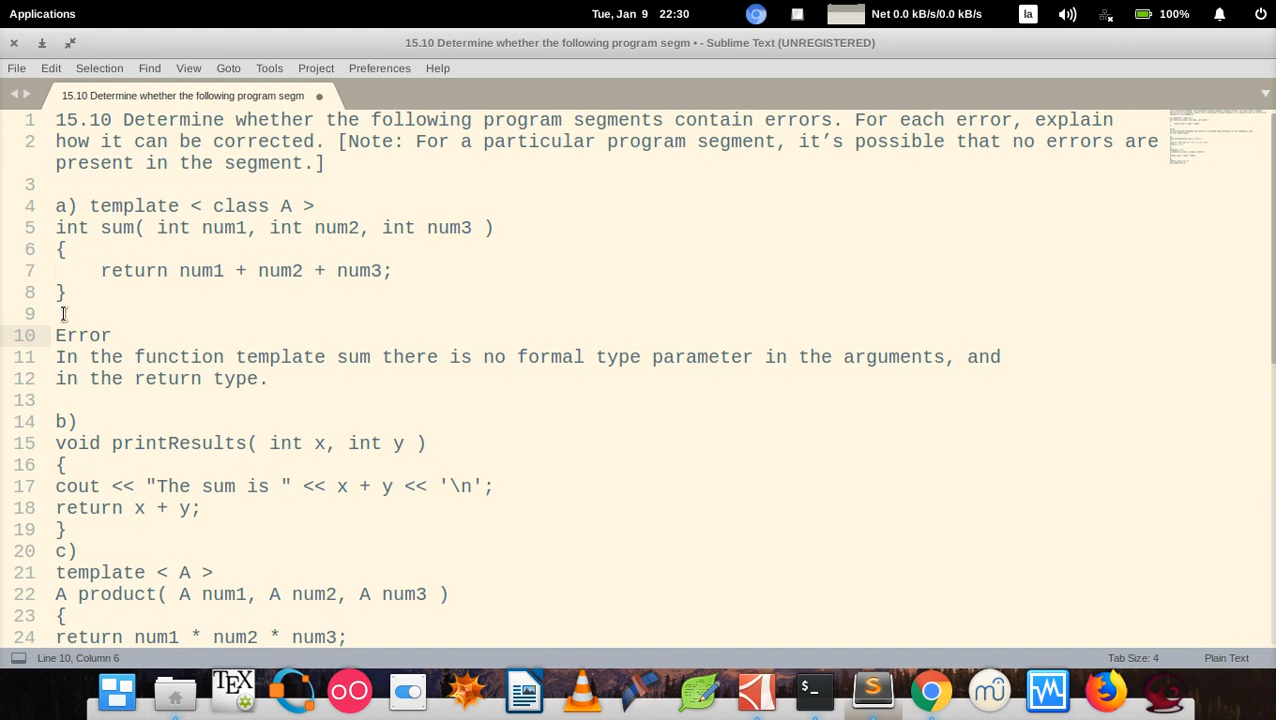 Applications
Tue, Jan 9 22:30
Net 0.0 kB/s/0.0 kB/s
la
100%
15.10 Determine whether the following program segm • - Sublime Text (UNREGISTERED)
File Edit Selection Find View Goto Tools Project Preferences Help
15.10 Determine whether the following program segm
1 15.10 Determine whether the following program segments contain errors. For each error, explain
2 how it can be corrected. [Note: For a particular program segment, it’s possible that no errors are
present in the segment.]
3
4 a) template < class A >
5 int sum( int num1, int num2, int num3 )
6 {
7 return num1 + num2 + num3;
8 }
9
10 Error
11 In the function template sum there is no formal type parameter in the arguments, and
12 in the return type.
13
14 b)
15 void printResults( int x, int y )
16 {
17 cout << "The sum is " << x + y << '\n';
18 return x + y;
19 }
20 c)
21 template < A >
22 A product( A num1, A num2, A num3 )
23 {
24 return num1 * num2 * num3;
Line 10, Column 6
Tab Size: 4
Plain Text
TEX
>_
S
mü